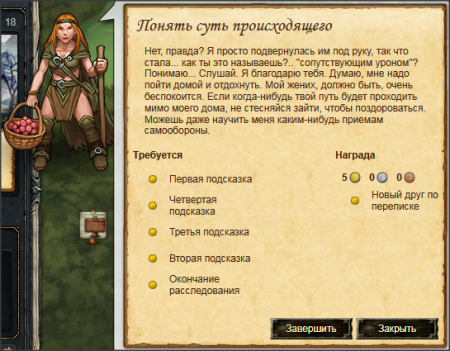 18
Понять суть происходящего
Нет, правда? Я просто подвернулась им под руку, так что
стала... как ты это называешь?.. "сопутствующим уроном"?
Понимаю... Слушай. Я благодарю тебя. Думаю, мне надо
пойти домой и отдохнуть. Мой жених, должно быть, очень
беспокоится. Если когда-нибудь твой путь будет проходить
мимо моего дома, не стесняйся зайти, чтобы поздороваться.
Можешь даже научить меня каким-нибудь приемам
самообороны.
Требуется
Первая подсказка
Четвертая
подсказка
Третья подсказка
Вторая подсказка
Окончание
расследования
Награда
5 0 0
Новый друг по
переписке
Завершить
Закрыть